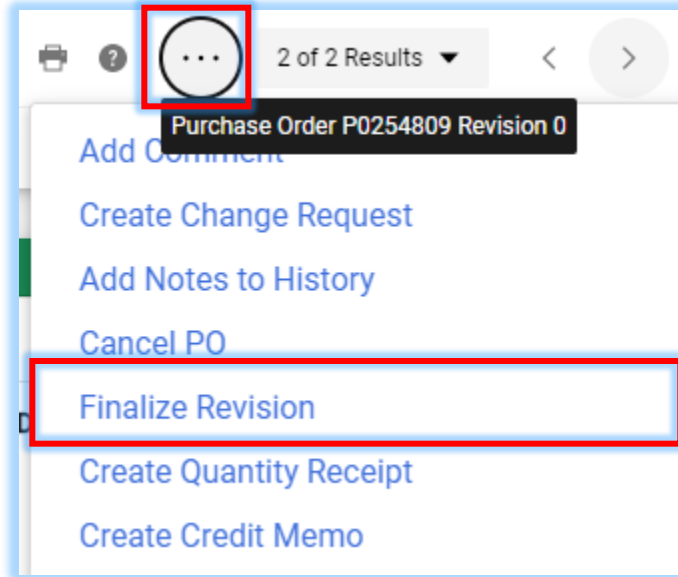 2 of 2 Results
Purchase Order P0254809 Revision 0
Add Comment
Create Change Request
Add Notes to History
Cancel PO
Finalize Revision
Create Quantity Receipt
Create Credit Memo